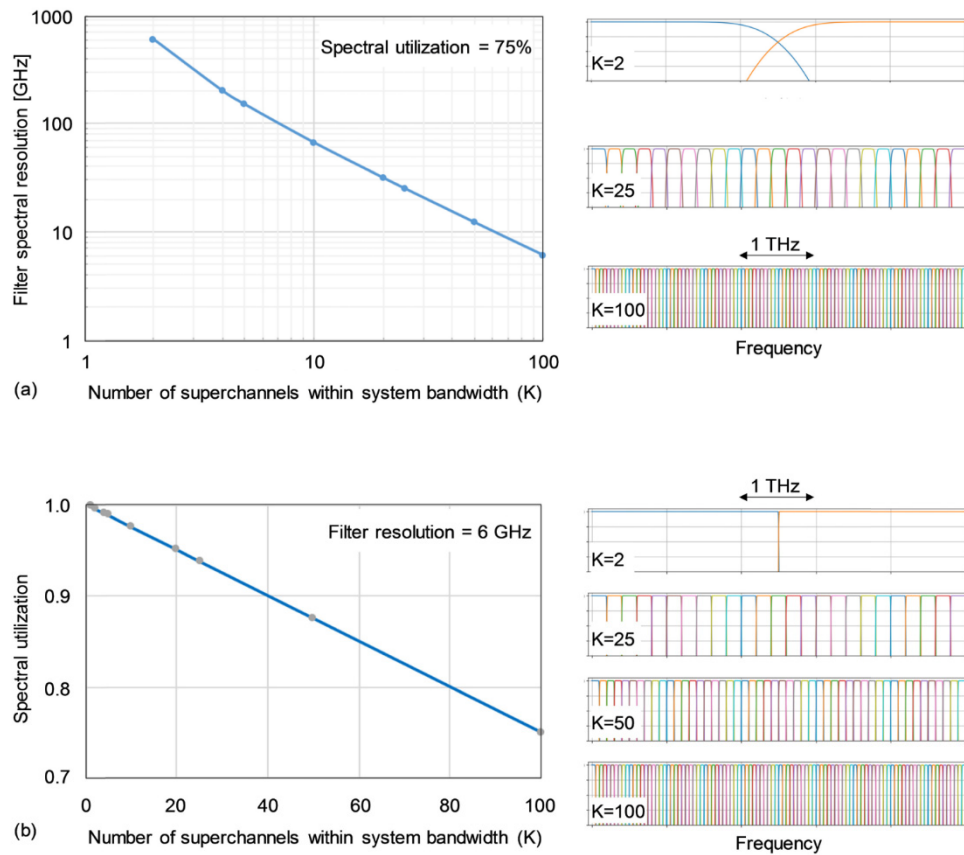 1000
100
10
1
Filter spectral resolution [GHz]
Spectral utilization = 75%
1
10
100
(a)
Number of superchannels within system bandwidth (K)
K=2
K=25
1 THz
K=100
Frequency
1.0
0.9
0.8
0.7
Spectral utilization
Filter resolution = 6 GHz
0
20
40
60
80
100
(b)
Number of superchannels within system bandwidth (K)
1 THz
K=2
K=25
K=50
K=100
Frequency